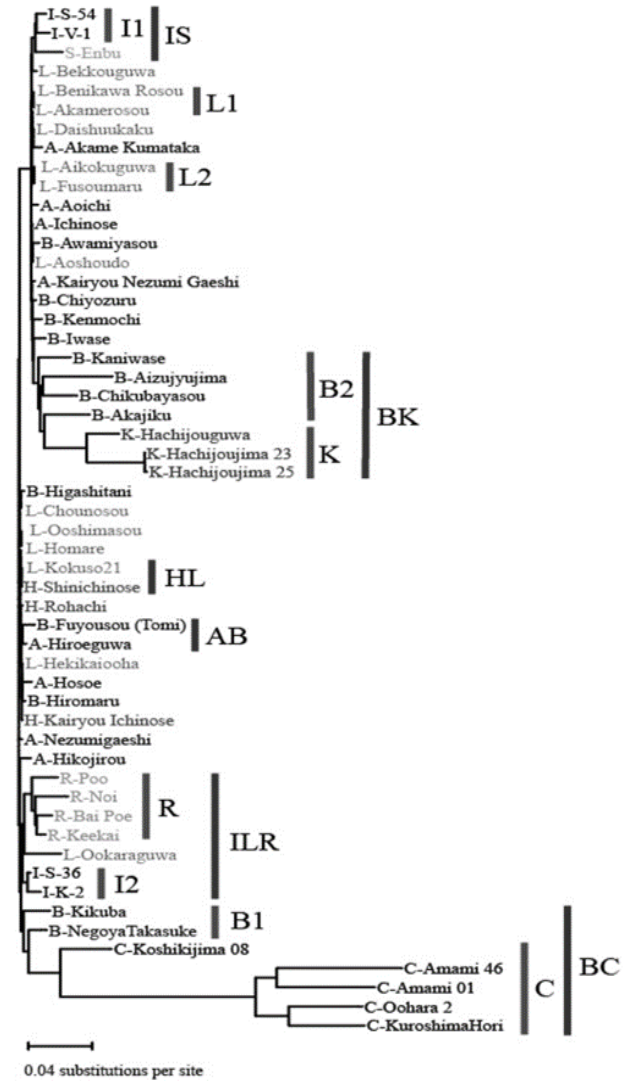 I-S-54
I-V-1
I1
IS
S-Enbu
L-Bekkouguwa
L-Benikawa Rosou
L1
L-Akamerosou
L-Daishuukaku
A-Akame Kumataka
L-Aikokuguwa
L2
L-Fusoumaru
A-Aoichi
A-Ichinose
B-Awamiyasou
L-Aoshoudo
A-Kairyou Nezumi Gaeshi
B-Chiyozuru
B-Kenmochi
B-Iwase
B-Kaniwase
B-Aizujyujima
B2
B-Chikubayasou
BK
B-Akajiku
K-Hachijouguwa
K-Hachijoujima 23
K
K-Hachijoujima 25
B-Higashitani
L-Chounosou
L-Ooshimasou
L-Homare
L-Kokuso21
HL
H-Shinichinose
H-Rohachi
B-Fuyousou (Tomi)
AB
A-Hiroeguwa
L-Hekikaiooha
A-Hosoe
B-Hiromaru
H-Kairyou Ichinose
A-Nezumigaeshi
A-Hikojirou
R-Poo
R-Noi
R
R-Bai Poe
R-Keekai
ILR
L-Ookaraguwa
I-S-36
I2
I-K-2
B-Kikuba
B1
B-NegoyaTakasuke
C-Koshikijima 08
C-Amami 46
BC
C-Amami 01
C
C-Oohara 2
C-KuroshimaHori
0.04 substitutions per site